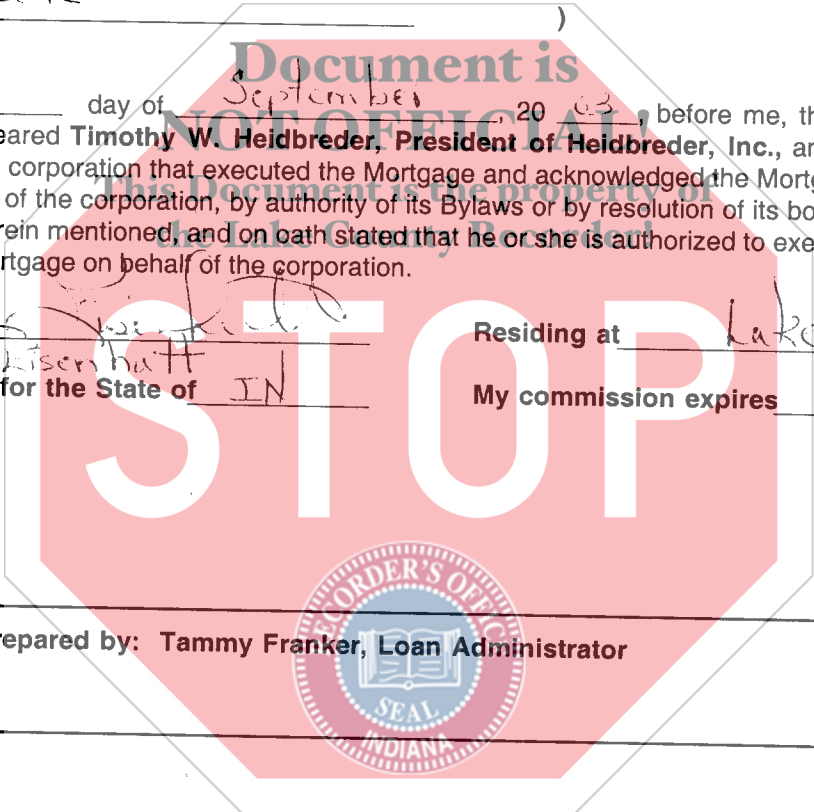 )
Document is
day of September, 20 03, before me, th
NOT OFFICIAL!
eared Timothy W. Heidbreder, President of Heidbreder, Inc., an
corporation that executed the Mortgage and acknowledged the Mortg
This Document is the property of
of the corporation, by authority of its Bylaws or by resolution of its bo
the Lake County Recorder!
rein mentioned, and on oath stated that he or she is authorized to exe
rtgage on behalf of the corporation.
STOP
Residing at Lake
Eisenhutt
for the State of IN
My commission expires
RECORDER'S OFFICE
SEAL
INDIANA
repared by: Tammy Franker, Loan Administrator